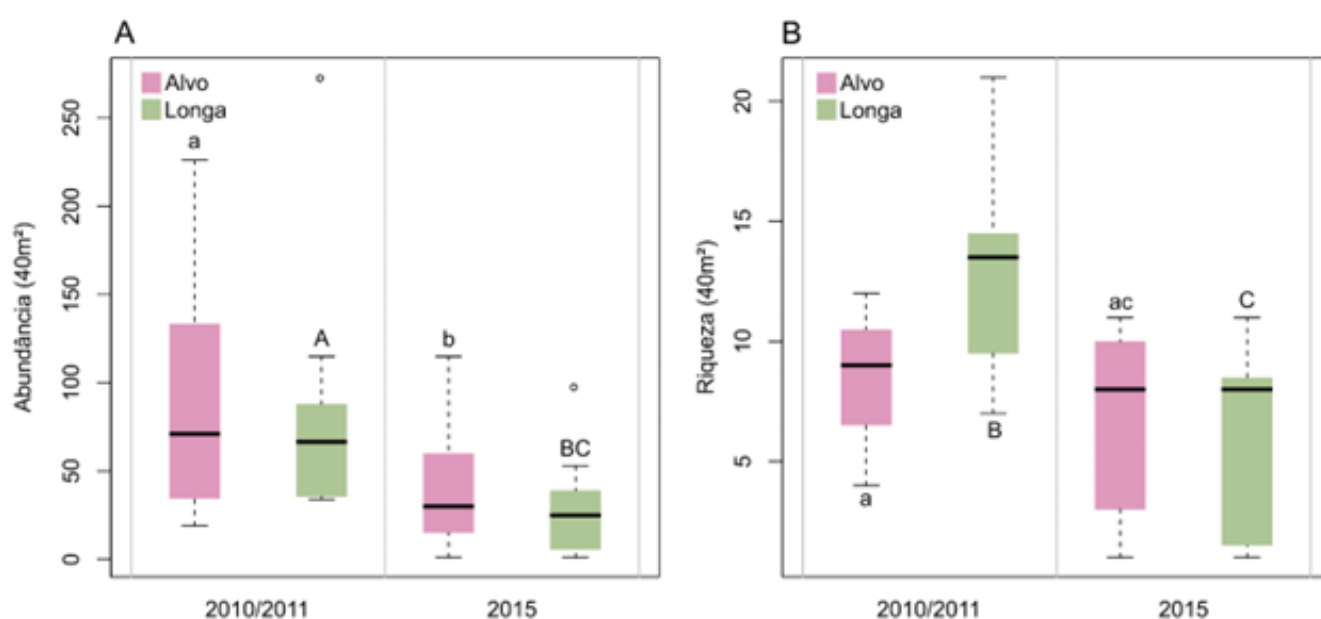 A
Abundância (40m²)
250
200
150
100
50
0
Alvo
Longa
a
A
b
BC
2010/2011
2015
B
Riqueza (40m²)
20
15
10
5
Alvo
Longa
a
B
ac
C
2010/2011
2015